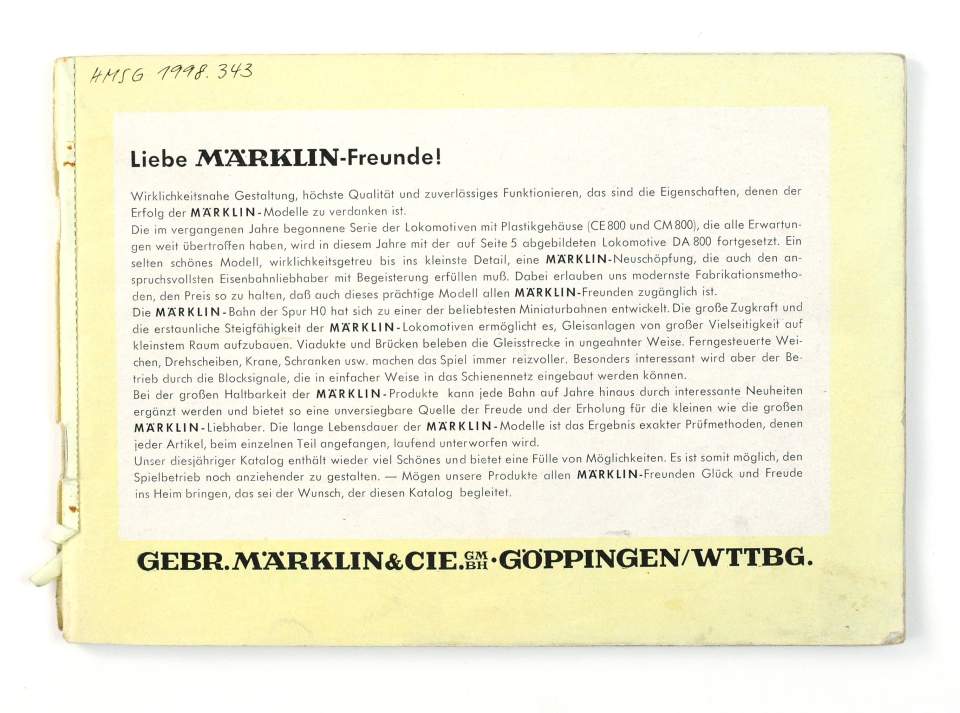 HMSG 1998.343
Liebe MÄRKLIN-Freunde!
Wirklichkeitsnahe Gestaltung, höchste Qualität und zuverlässiges Funktionieren, das sind die Eigenschaften, denen der
Erfolg der MÄRKLIN-Modelle zu verdanken ist.
Die im vergangenen Jahre begonnene Serie der Lokomotiven mit Plastikgehäuse (CE 800 und CM 800), die alle Erwartun-
gen weit übertroffen haben, wird in diesem Jahre mit der auf Seite 5 abgebildeten Lokomotive DA 800 fortgesetzt. Ein
selten schönes Modell, wirklichkeitsgetreu bis ins kleinste Detail, eine MÄRKLIN-Neuschöpfung, die auch den an-
spruchsvollsten Eisenbahnliebhaber mit Begeisterung erfüllen muß. Dabei erlauben uns modernste Fabrikationsmetho-
den, den Preis so zu halten, daß auch dieses prächtige Modell allen MÄRKLIN-Freunden zugänglich ist.
Die MÄRKLIN-Bahn der Spur H0 hat sich zu einer der beliebtesten Miniaturbahnen entwickelt. Die große Zugkraft und
die erstaunliche Steigfähigkeit der MÄRKLIN-Lokomotiven ermöglicht es, Gleisanlagen von großer Vielseitigkeit auf
kleinstem Raum aufzubauen. Viadukte und Brücken beleben die Gleisstrecke in ungeahnter Weise. Ferngesteuerte Wei-
chen, Drehscheiben, Krane, Schranken usw. machen das Spiel immer reizvoller. Besonders interessant wird aber der Be-
trieb durch die Blocksignale, die in einfacher Weise in das Schienennetz eingebaut werden können.
Bei der großen Haltbarkeit der MÄRKLIN-Produkte kann jede Bahn auf Jahre hinaus durch interessante Neuheiten
ergänzt werden und bietet so eine unversiegbare Quelle der Freude und der Erholung für die kleinen wie die großen
MÄRKLIN-Liebhaber. Die lange Lebensdauer der MÄRKLIN-Modelle ist das Ergebnis exakter Prüfmethoden, denen
jeder Artikel, beim einzelnen Teil angefangen, laufend unterworfen wird.
Unser diesjähriger Katalog enthält wieder viel Schönes und bietet eine Fülle von Möglichkeiten. Es ist somit möglich, den
Spielbetrieb noch anziehender zu gestalten. — Mögen unsere Produkte allen MÄRKLIN-Freunden Glück und Freude
ins Heim bringen, das sei der Wunsch, der diesen Katalog begleitet.
GEBR. MÄRKLIN & CIE. GMBH · GÖPPINGEN/WTTBG.